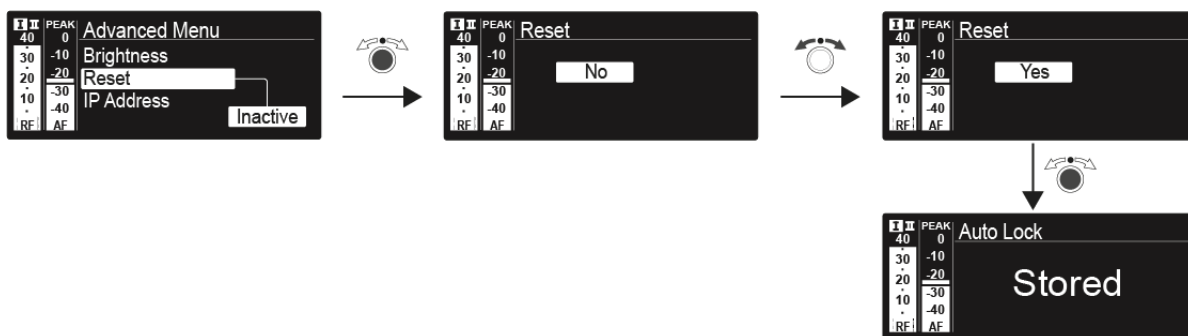 I II PEAK Advanced Menu
40 0
30 -10 Brightness
20 -20 Reset
-30 IP Address
10 -40 Inactive
RF AF
I II PEAK Reset
40 0
30 -10
20 -20 No
-30
10 -40
RF AF
I II PEAK Reset
40 0
30 -10
20 -20 Yes
-30
10 -40
RF AF
I II PEAK Auto Lock
40 0
30 -10
20 -20 Stored
-30
10 -40
RF AF